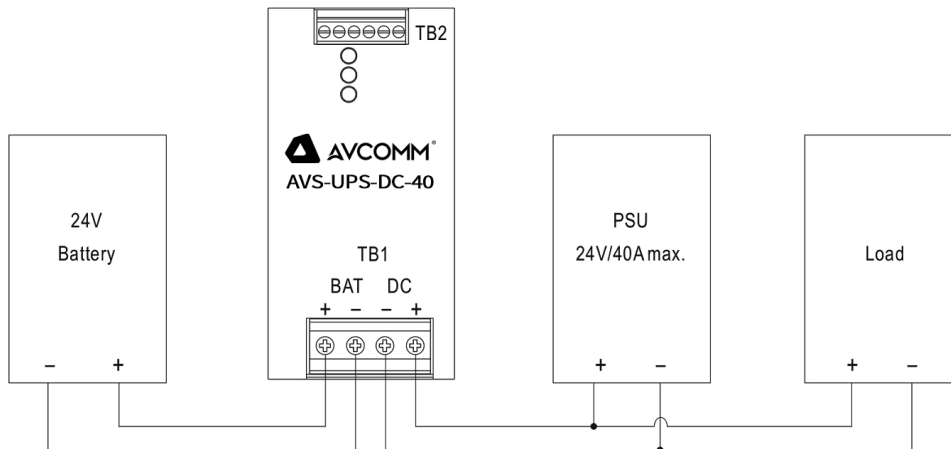 TB2
AVCOMM®
AVS-UPS-DC-40
24V
Battery
TB1
BAT DC
+ – – +
PSU
24V/40A max.
Load
– +
+ –
+ –